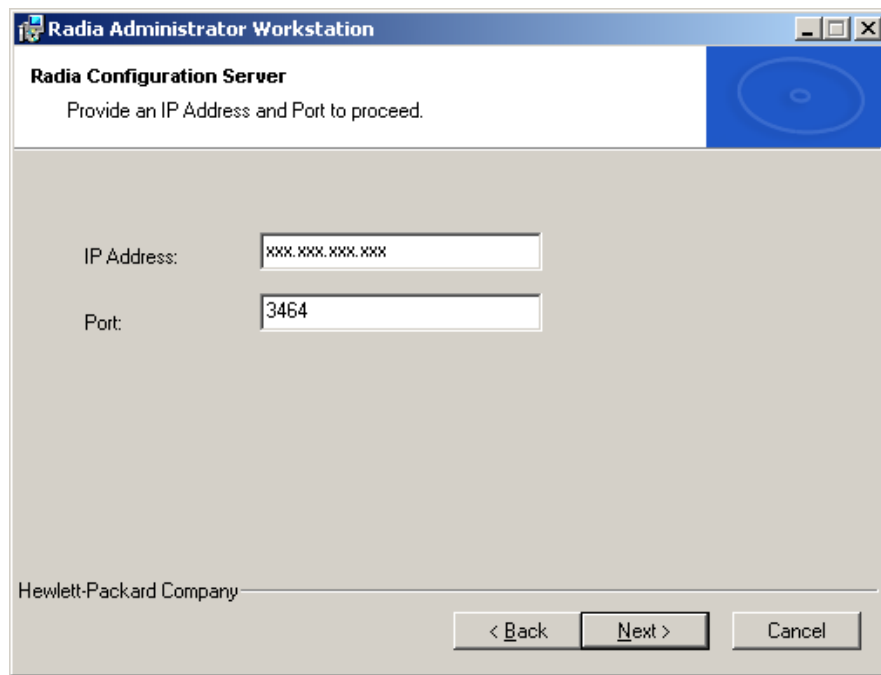 Radia Administrator Workstation
Radia Configuration Server
Provide an IP Address and Port to proceed.
IP Address:
xxx.xxx.xxx.xxx
Port:
3464
Hewlett-Packard Company
< Back
Next >
Cancel